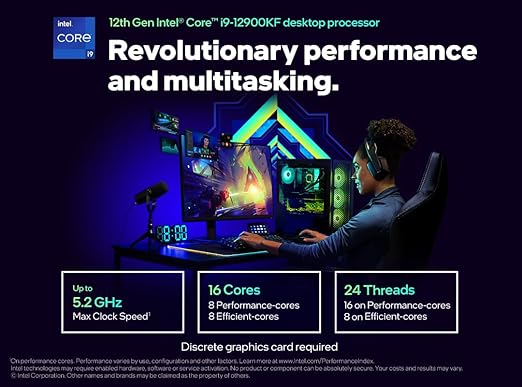 intel.
CORE
i9
12th Gen Intel® Core™ i9-12900KF desktop processor
Revolutionary performance
and multitasking.
8:00
Up to
5.2 GHz
Max Clock Speed¹
16 Cores
8 Performance-cores
8 Efficient-cores
24 Threads
16 on Performance-cores
8 on Efficient-cores
Discrete graphics card required
¹On performance cores. Performance varies by use, configuration and other factors. Learn more at www.intel.com/PerformanceIndex.
Intel technologies may require enabled hardware, software or service activation. No product or component can be absolutely secure. Your costs and results may vary.
© Intel Corporation. Other names and brands may be claimed as the property of others.